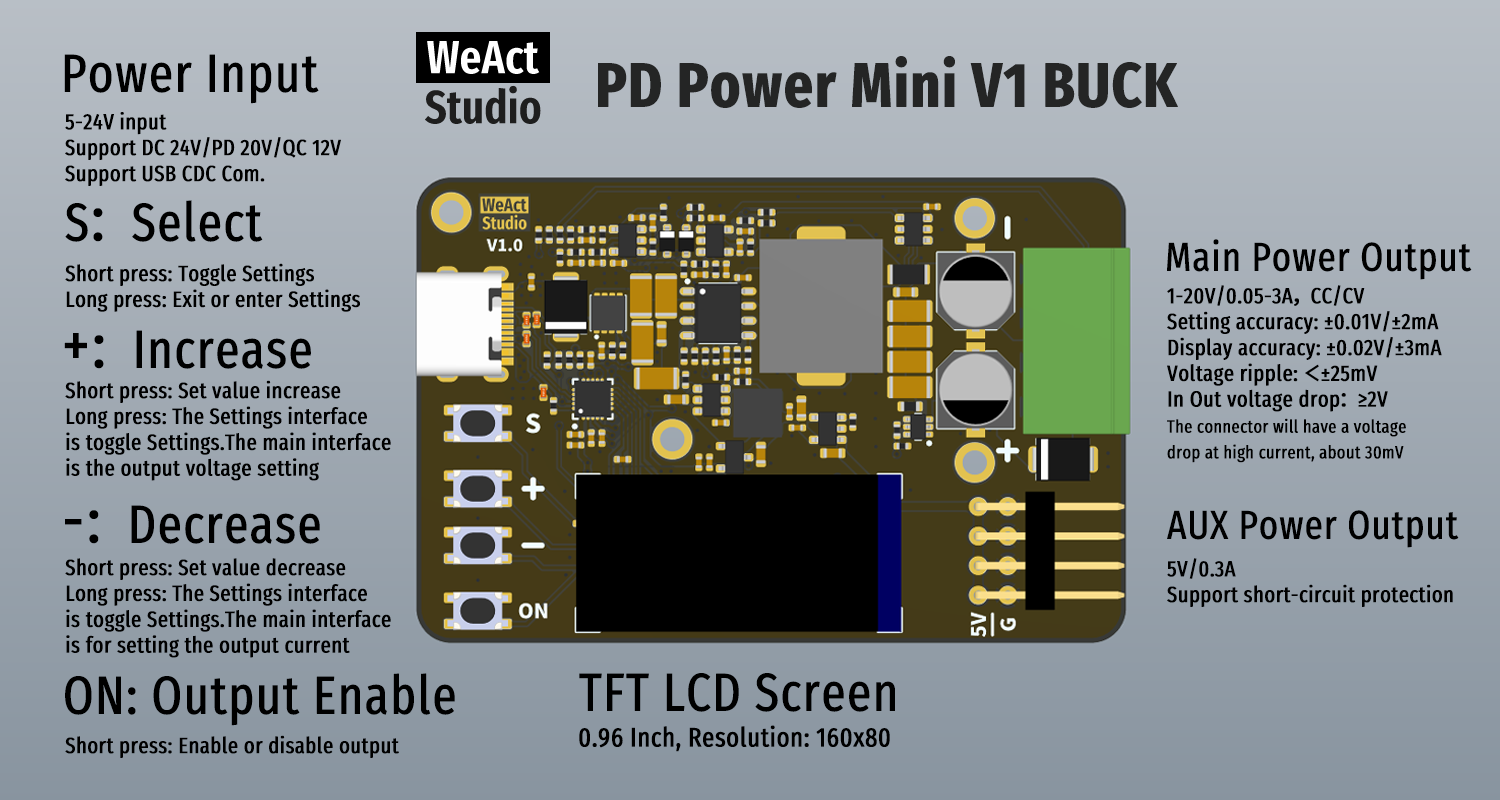 Power Input
5-24V input
Support DC 24V/PD 20V/QC 12V
Support USB CDC Com.
S: Select
Short press: Toggle Settings
Long press: Exit or enter Settings
+: Increase
Short press: Set value increase
Long press: The Settings interface
is toggle Settings.The main interface
is the output voltage setting
-: Decrease
Short press: Set value decrease
Long press: The Settings interface
is toggle Settings.The main interface
is for setting the output current
ON: Output Enable
Short press: Enable or disable output
WeAct
Studio
PD Power Mini V1 BUCK
WeAct
Studio
V1.0
S
+
-
ON
-
+
5V
G
TFT LCD Screen
0.96 Inch, Resolution: 160x80
Main Power Output
1-20V/0.05-3A, CC/CV
Setting accuracy: ±0.01V/±2mA
Display accuracy: ±0.02V/±3mA
Voltage ripple: <±25mV
In Out voltage drop: ≥2V
The connector will have a voltage
drop at high current, about 30mV
AUX Power Output
5V/0.3A
Support short-circuit protection